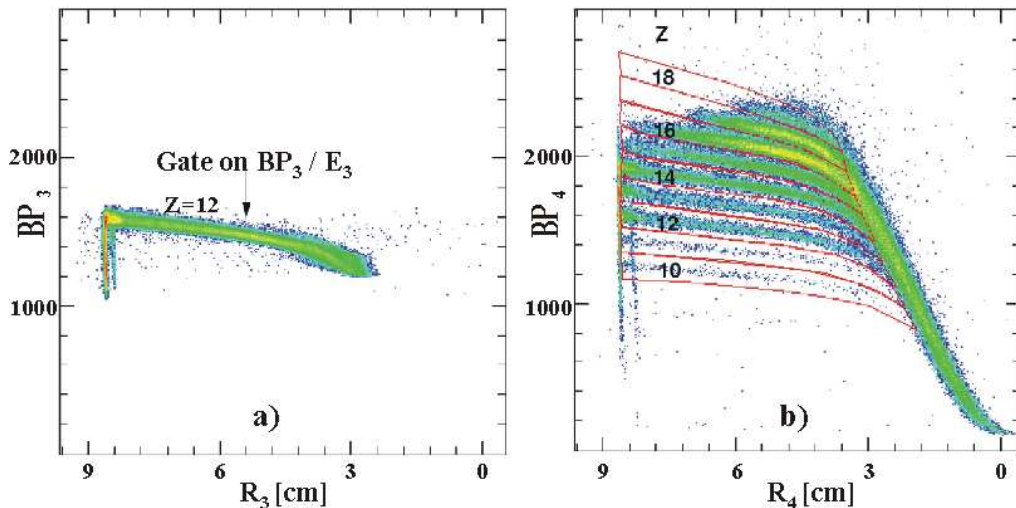 BP₃
2000
1000
Gate on BP₃ / E₃
Z=12
a)
9 6 3 0
R₃ [cm]
BP₄
2000
1000
Z
18
16
14
12
10
b)
9 6 3 0
R₄ [cm]